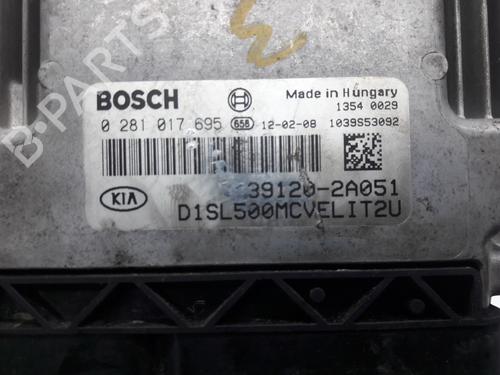 BOSCH
Made in Hungary
1354 0029
0 281 017 695 658 12-02-08 1039S53092
39120-2A051
KIA
D1SL500MCVELIT2U